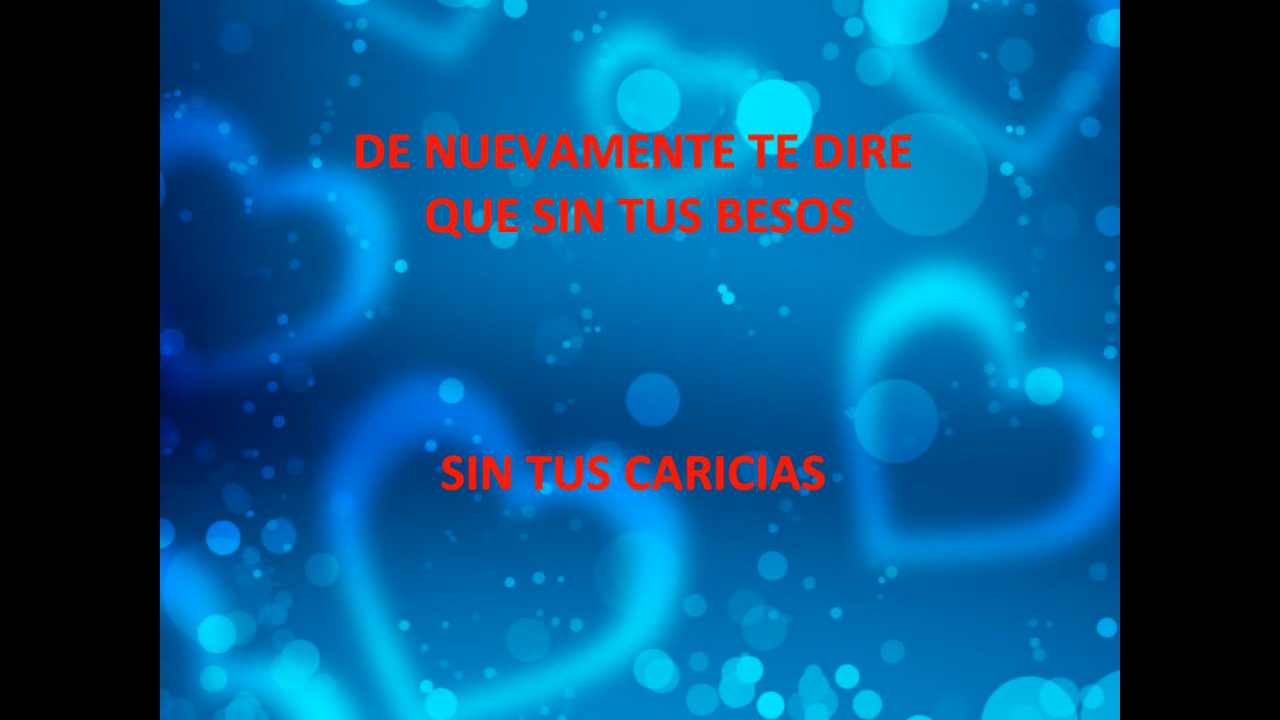 DE NUEVAMENTE TE DIRE
QUE SIN TUS BESOS
SIN TUS CARICIAS